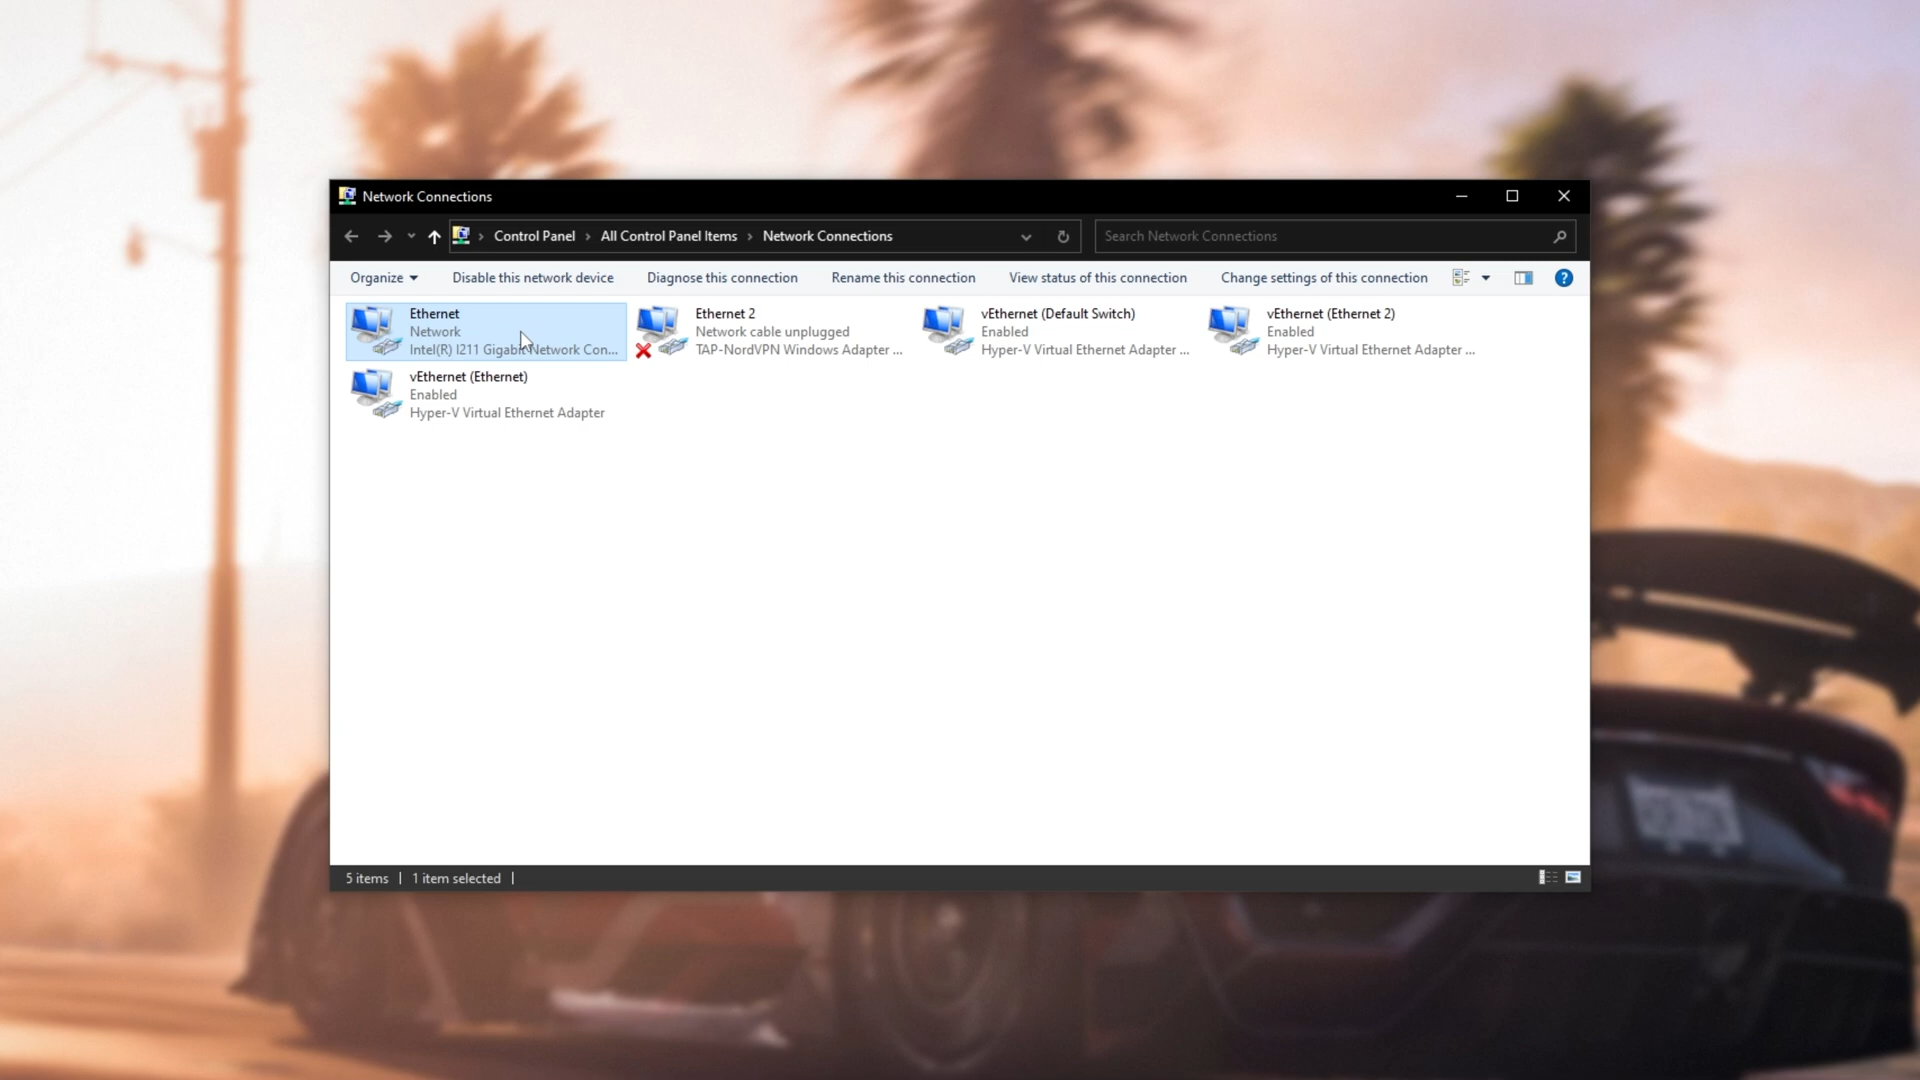 Network Connections
Control Panel > All Control Panel Items > Network Connections
Search Network Connections
Organize
Disable this network device
Diagnose this connection
Rename this connection
View status of this connection
Change settings of this connection
Ethernet
Network
Intel(R) I211 Gigabit Network Con...
Ethernet 2
Network cable unplugged
TAP-NordVPN Windows Adapter ...
vEthernet (Default Switch)
Enabled
Hyper-V Virtual Ethernet Adapter ...
vEthernet (Ethernet 2)
Enabled
Hyper-V Virtual Ethernet Adapter ...
vEthernet (Ethernet)
Enabled
Hyper-V Virtual Ethernet Adapter
5 items | 1 item selected |